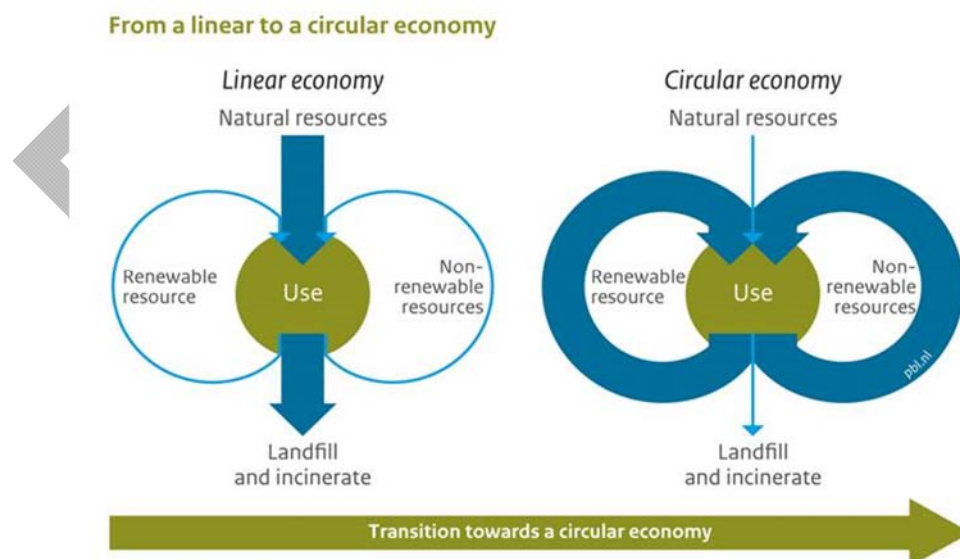 From a linear to a circular economy
Linear economy
Natural resources
Renewable
resource
Use
Non-
renewable
resources
Landfill
and incinerate
Circular economy
Natural resources
Renewable
resource
Use
Non-
renewable
resources
pbl.nl
Landfill
and incinerate
Transition towards a circular economy